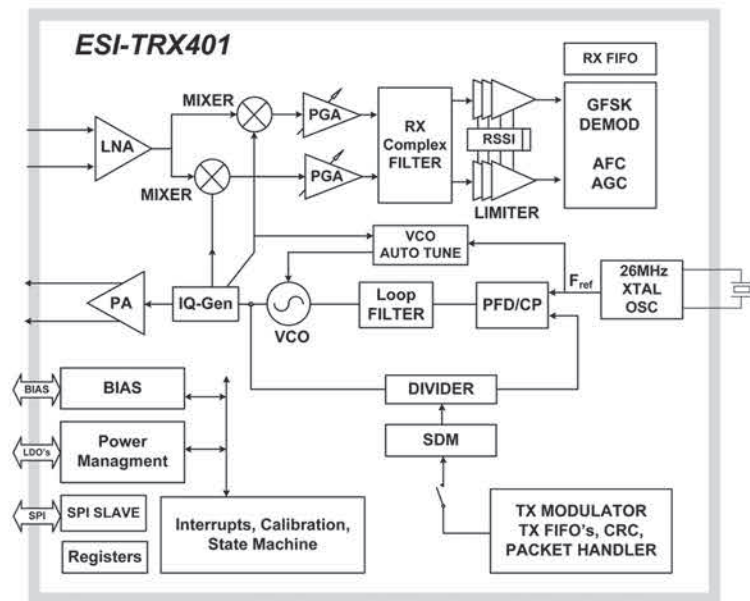 ESI-TRX401
RX FIFO
MIXER
PGA
LNA
RX
Complex
FILTER
RSSI
GFSK
DEMOD
AFC
AGC
MIXER
PGA
LIMITER
VCO
AUTO TUNE
Fref
26MHz
XTAL
OSC
PA
IQ-Gen
VCO
Loop
FILTER
PFD/CP
BIAS
BIAS
DIVIDER
LDO's
Power
Managment
SDM
SPI
SPI SLAVE
Registers
Interrupts, Calibration,
State Machine
TX MODULATOR
TX FIFO's, CRC,
PACKET HANDLER